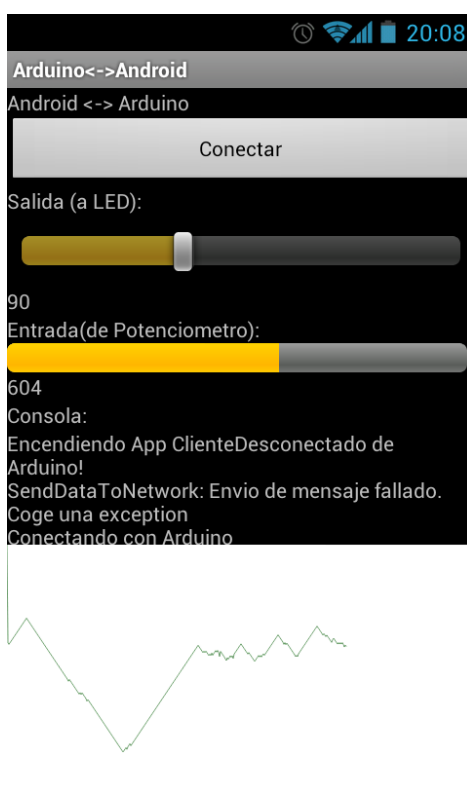 20:08
Arduino<->Android
Android <-> Arduino
Conectar
Salida (a LED):
90
Entrada(de Potenciometro):
604
Consola:
Encendiendo App ClienteDesconectado de
Arduino!
SendDataToNetwork: Envio de mensaje fallado.
Coge una exception
Conectando con Arduino